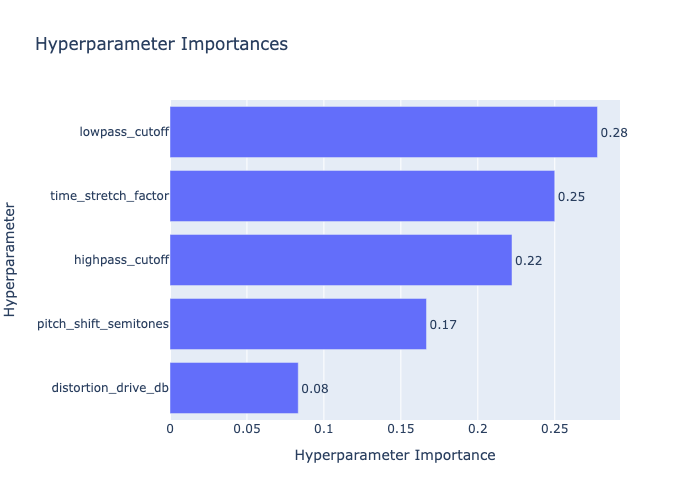 Hyperparameter Importances
Hyperparameter
lowpass_cutoff
0.28
time_stretch_factor
0.25
highpass_cutoff
0.22
pitch_shift_semitones
0.17
distortion_drive_db
0.08
0
0.05
0.1
0.15
0.2
0.25
Hyperparameter Importance